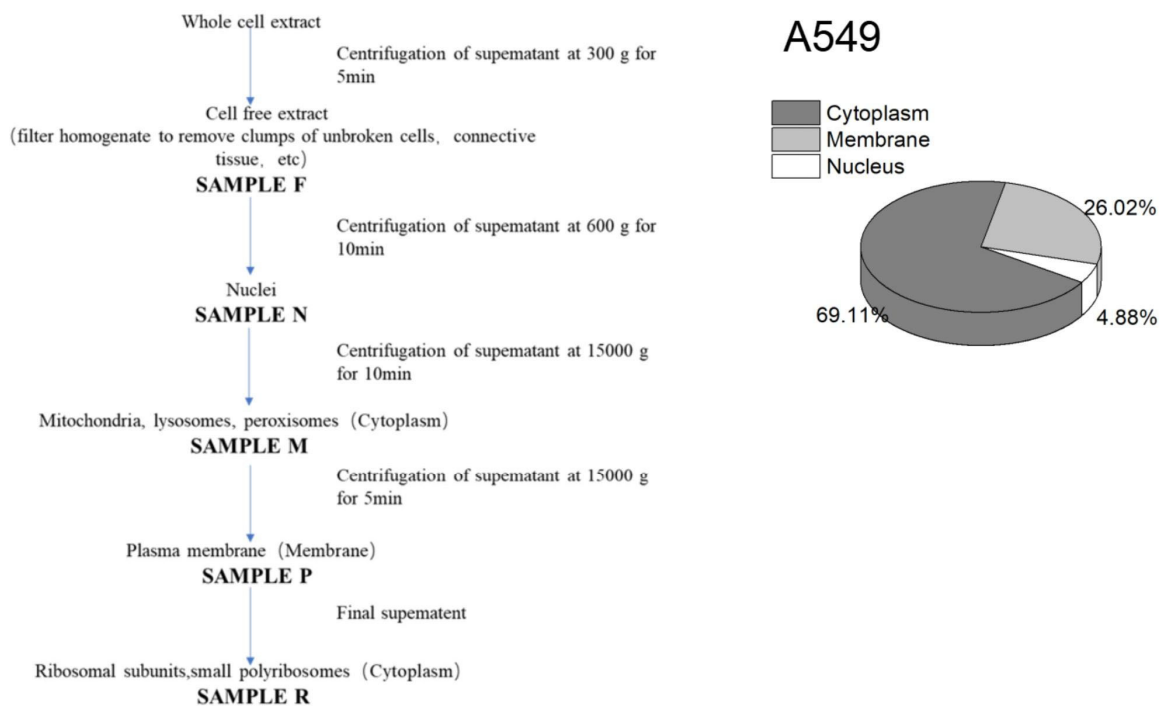 Whole cell extract
Centrifugation of supematant at 300 g for
5min
Cell free extract
(filter homogenate to remove clumps of unbroken cells, connective
tissue, etc)
SAMPLE F
Centrifugation of supematant at 600 g for
10min
Nuclei
SAMPLE N
Centrifugation of supematant at 15000 g
for 10min
Mitochondria, lysosomes, peroxisomes (Cytoplasm)
SAMPLE M
Centrifugation of supematant at 15000 g
for 5min
Plasma membrane (Membrane)
SAMPLE P
Final supematent
Ribosomal subunits,small polyribosomes (Cytoplasm)
SAMPLE R
A549
Cytoplasm
Membrane
Nucleus
26.02%
69.11%
4.88%